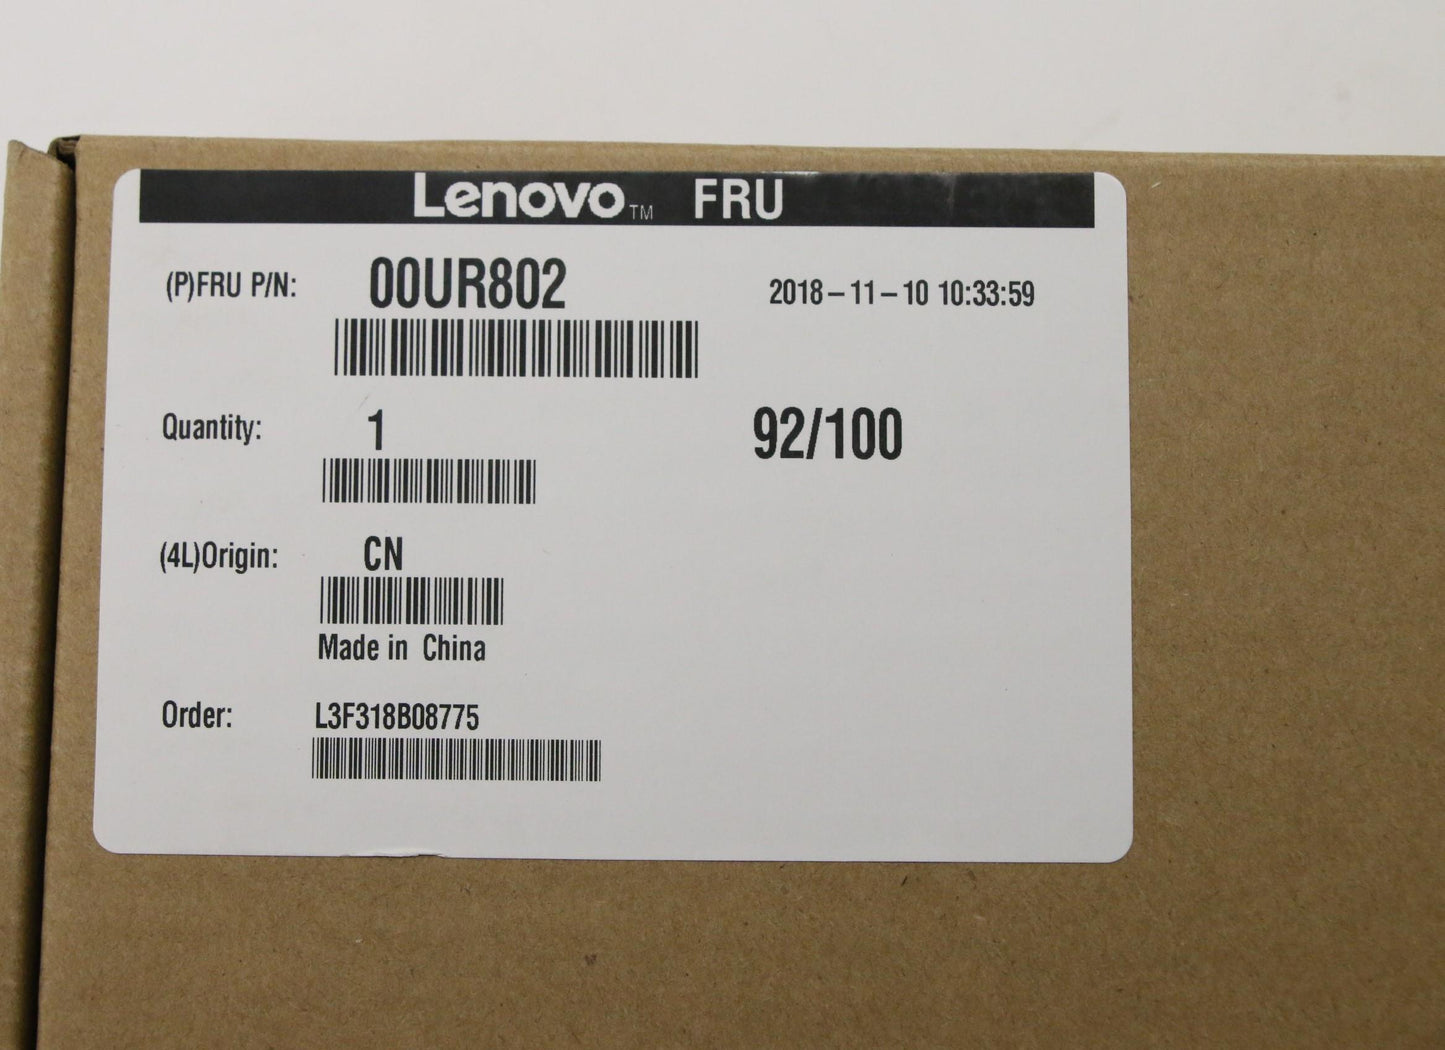 Lenovo™ FRU
(P)FRU P/N: 00UR802 2018-11-10 10:33:59
Quantity: 1 92/100
(4L)Origin: CN
Made in China
Order: L3F318B08775